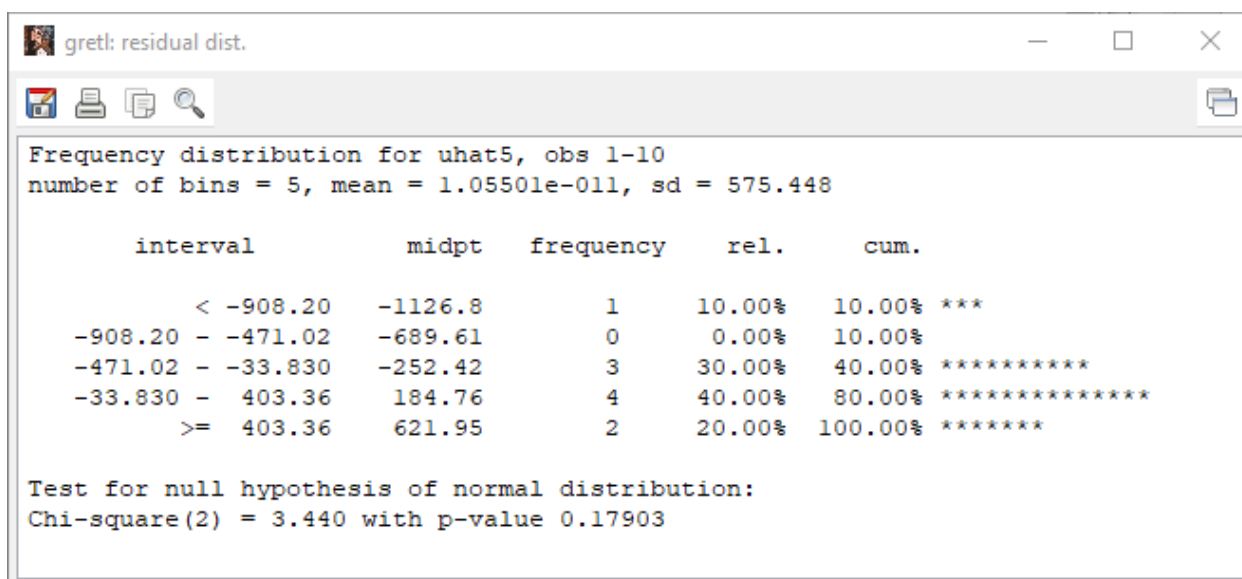 gretl: residual dist.
Frequency distribution for uhat5, obs 1-10
number of bins = 5, mean = 1.05501e-011, sd = 575.448
interval midpt frequency rel. cum.
< -908.20 -1126.8 1 10.00% 10.00% ***
-908.20 - -471.02 -689.61 0 0.00% 10.00%
-471.02 - -33.830 -252.42 3 30.00% 40.00% **********
-33.830 - 403.36 184.76 4 40.00% 80.00% **************
>= 403.36 621.95 2 20.00% 100.00% *******
Test for null hypothesis of normal distribution:
Chi-square(2) = 3.440 with p-value 0.17903